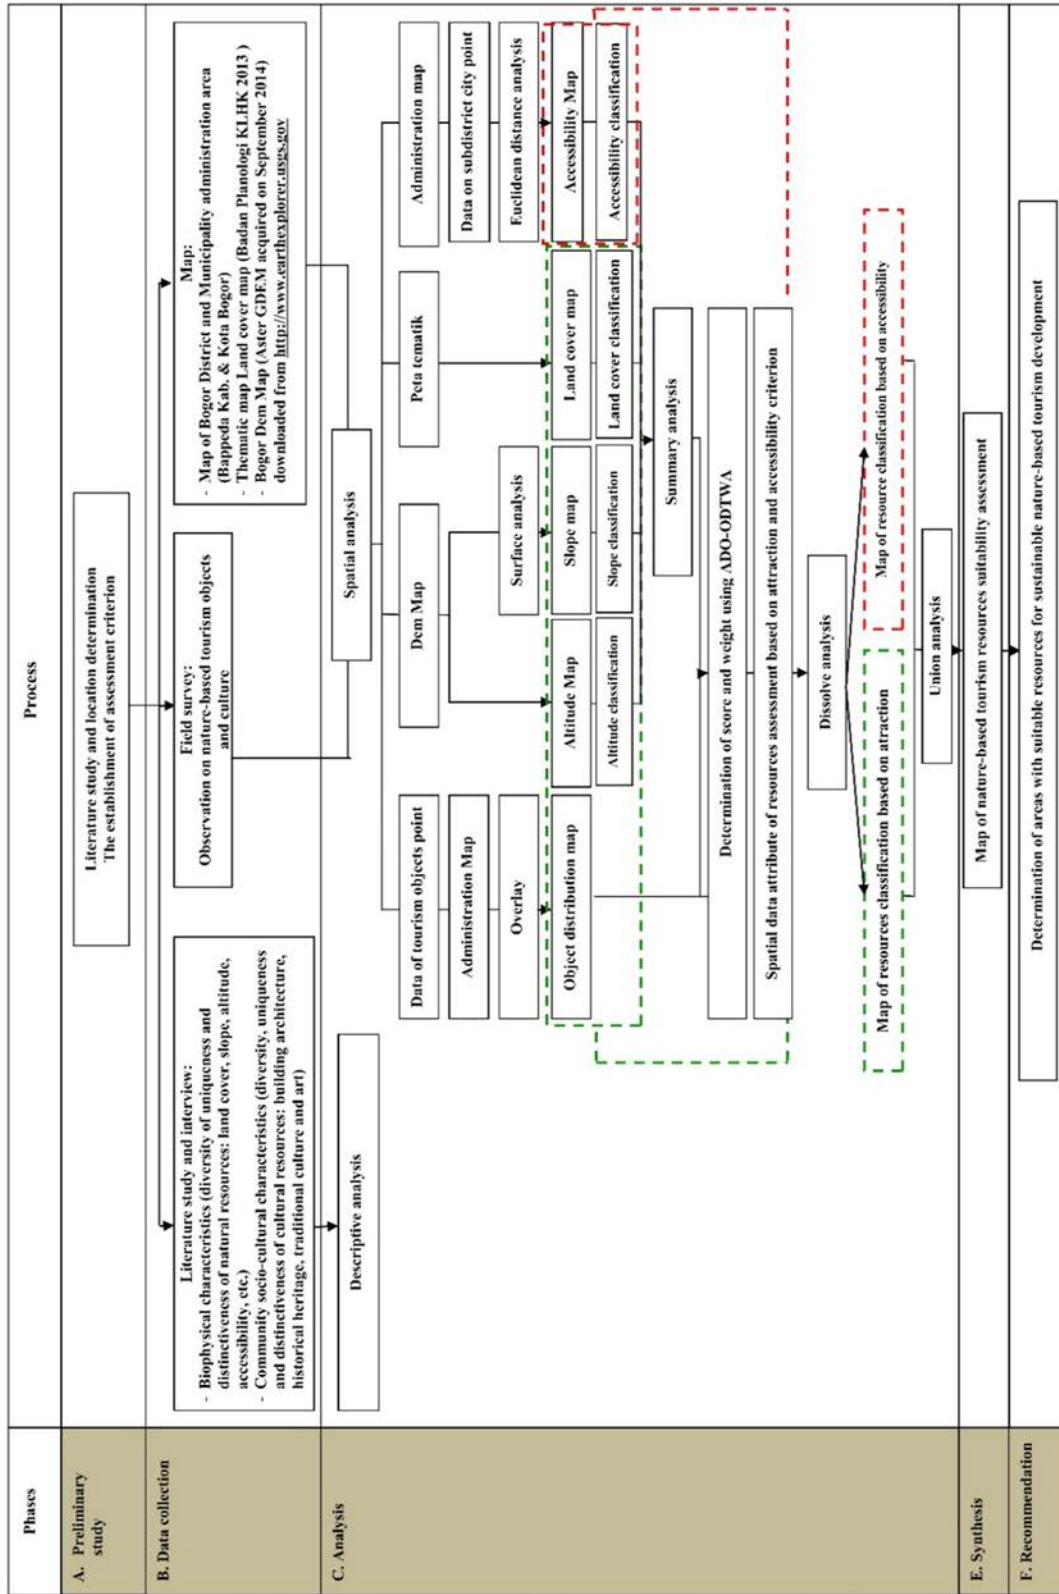 Phases
Process
A. Preliminary
study
Literature study and location determination
The establishment of assessment criterion
B. Data collection
Literature study and interview:
- Biophysical characteristics (diversity of uniqueness and
distinctiveness of natural resources: land cover, slope, altitude,
accessibility, etc.)
- Community socio-cultural characteristics (diversity, uniqueness
and distinctiveness of cultural resources: building architecture,
historical heritage, traditional culture and art)
Field survey:
Observation on nature-based tourism objects
and culture
Map:
- Map of Bogor District and Municipality administration area
(Bappeda Kab. & Kota Bogor)
- Thematic map Land cover map (Badan Planologi KLHK 2013 )
- Bogor Dem Map (Aster GDEM acquired on September 2014)
downloaded from http://www.earthexplorer.usgs.gov
C. Analysis
Descriptive analysis
Spatial analysis
Data of tourism objects point
Dem Map
Peta tematik
Administration map
Administration Map
Data on subdistrict city point
Overlay
Surface analysis
Euclidean distance analysis
Object distribution map
Altitude Map
Slope map
Land cover map
Accessibility Map
Altitude classification
Slope classification
Land cover classification
Accessibility classification
Summary analysis
Determination of score and weight using ADO-ODTWA
Spatial data attribute of resources assessment based on attraction and accessibility criterion
Dissolve analysis
Map of resources classification based on atraction
Map of resource classification based on accessibility
Union analysis
E. Synthesis
Map of nature-based tourism resources suitability assessment
F. Recommendation
Determination of areas with suitable resources for sustainable nature-based tourism development